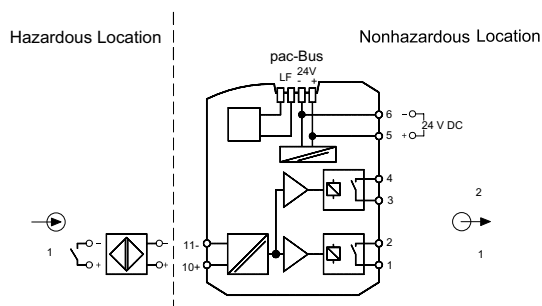 Hazardous Location
Nonhazardous Location
pac-Bus
LF - 24V +
6 -
24 V DC
5 +
4
3
2
1
- -
+ +
11-
10+
2
1
1